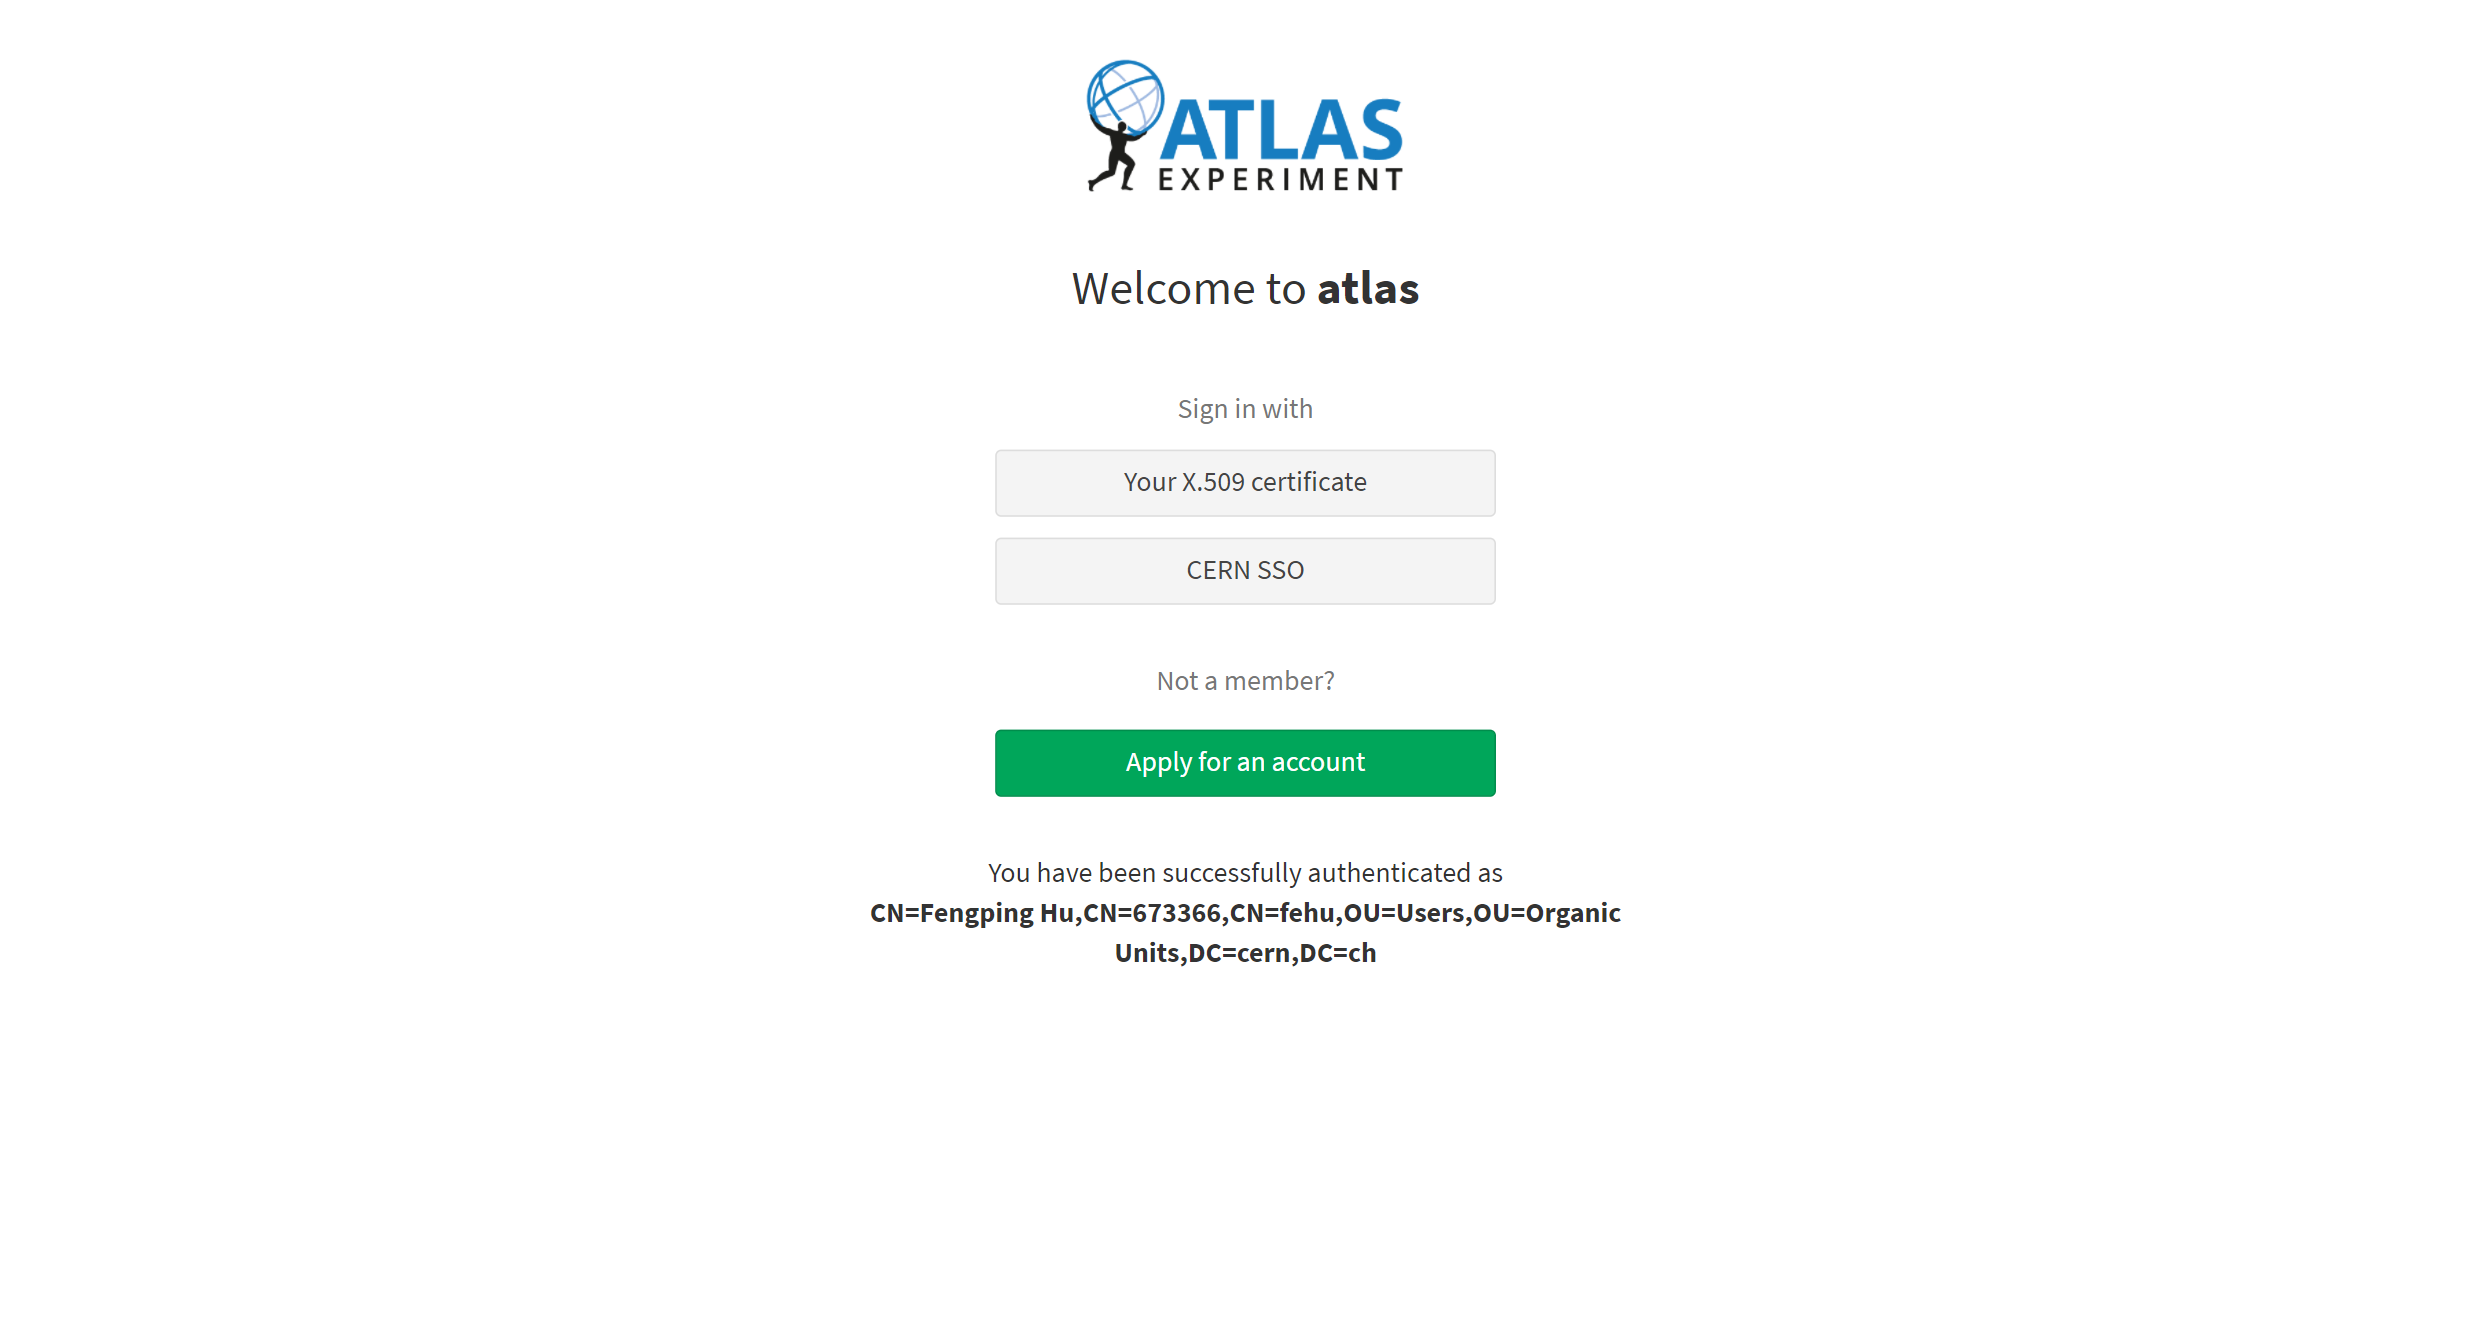 ATLAS
EXPERIMENT
Welcome to atlas
Sign in with
Your X.509 certificate
CERN SSO
Not a member?
Apply for an account
You have been successfully authenticated as
CN=Fengping Hu,CN=673366,CN=fehu,OU=Users,OU=Organic
Units,DC=cern,DC=ch